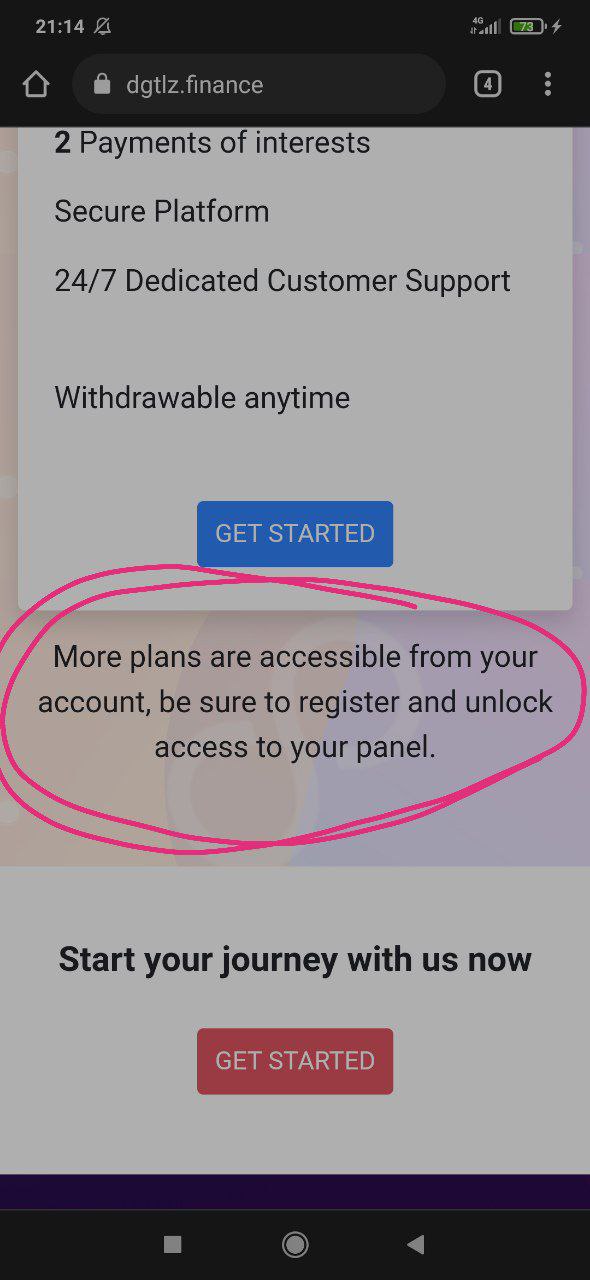 21:14
4G
73
dgtlz.finance
4
2 Payments of interests
Secure Platform
24/7 Dedicated Customer Support
Withdrawable anytime
GET STARTED
More plans are accessible from your
account, be sure to register and unlock
access to your panel.
Start your journey with us now
GET STARTED